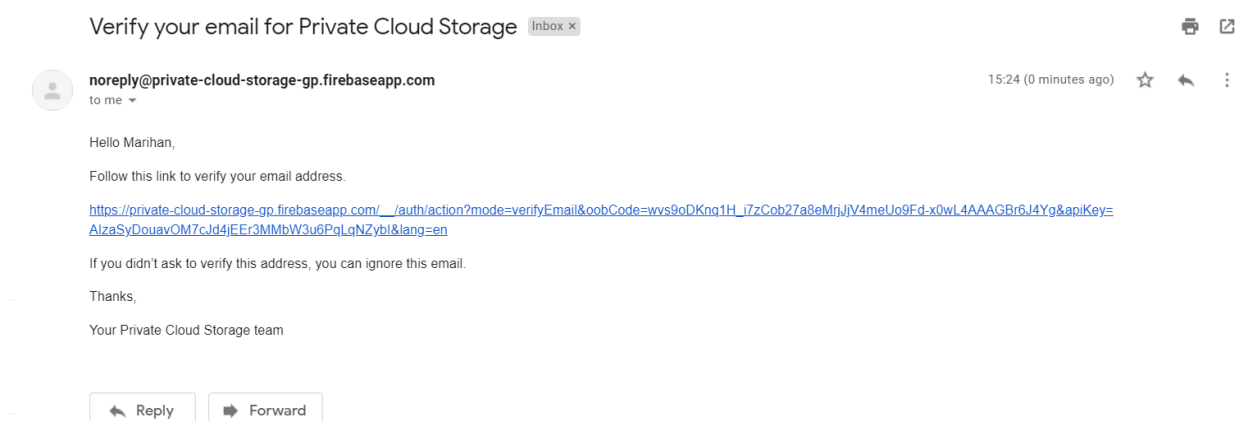 Verify your email for Private Cloud Storage Inbox ×
noreply@private-cloud-storage-gp.firebaseapp.com 15:24 (0 minutes ago)
to me
Hello Marihan,
Follow this link to verify your email address.
https://private-cloud-storage-gp.firebaseapp.com/__/auth/action?mode=verifyEmail&oobCode=wvs9oDKnq1H_i7zCob27a8eMrjJjV4meUo9Fd-x0wL4AAAGBr6J4Yg&apiKey=
AIzaSyDouavOM7cJd4jEEr3MMbW3u6PqLqNZybI&lang=en
If you didn’t ask to verify this address, you can ignore this email.
Thanks,
Your Private Cloud Storage team
Reply Forward